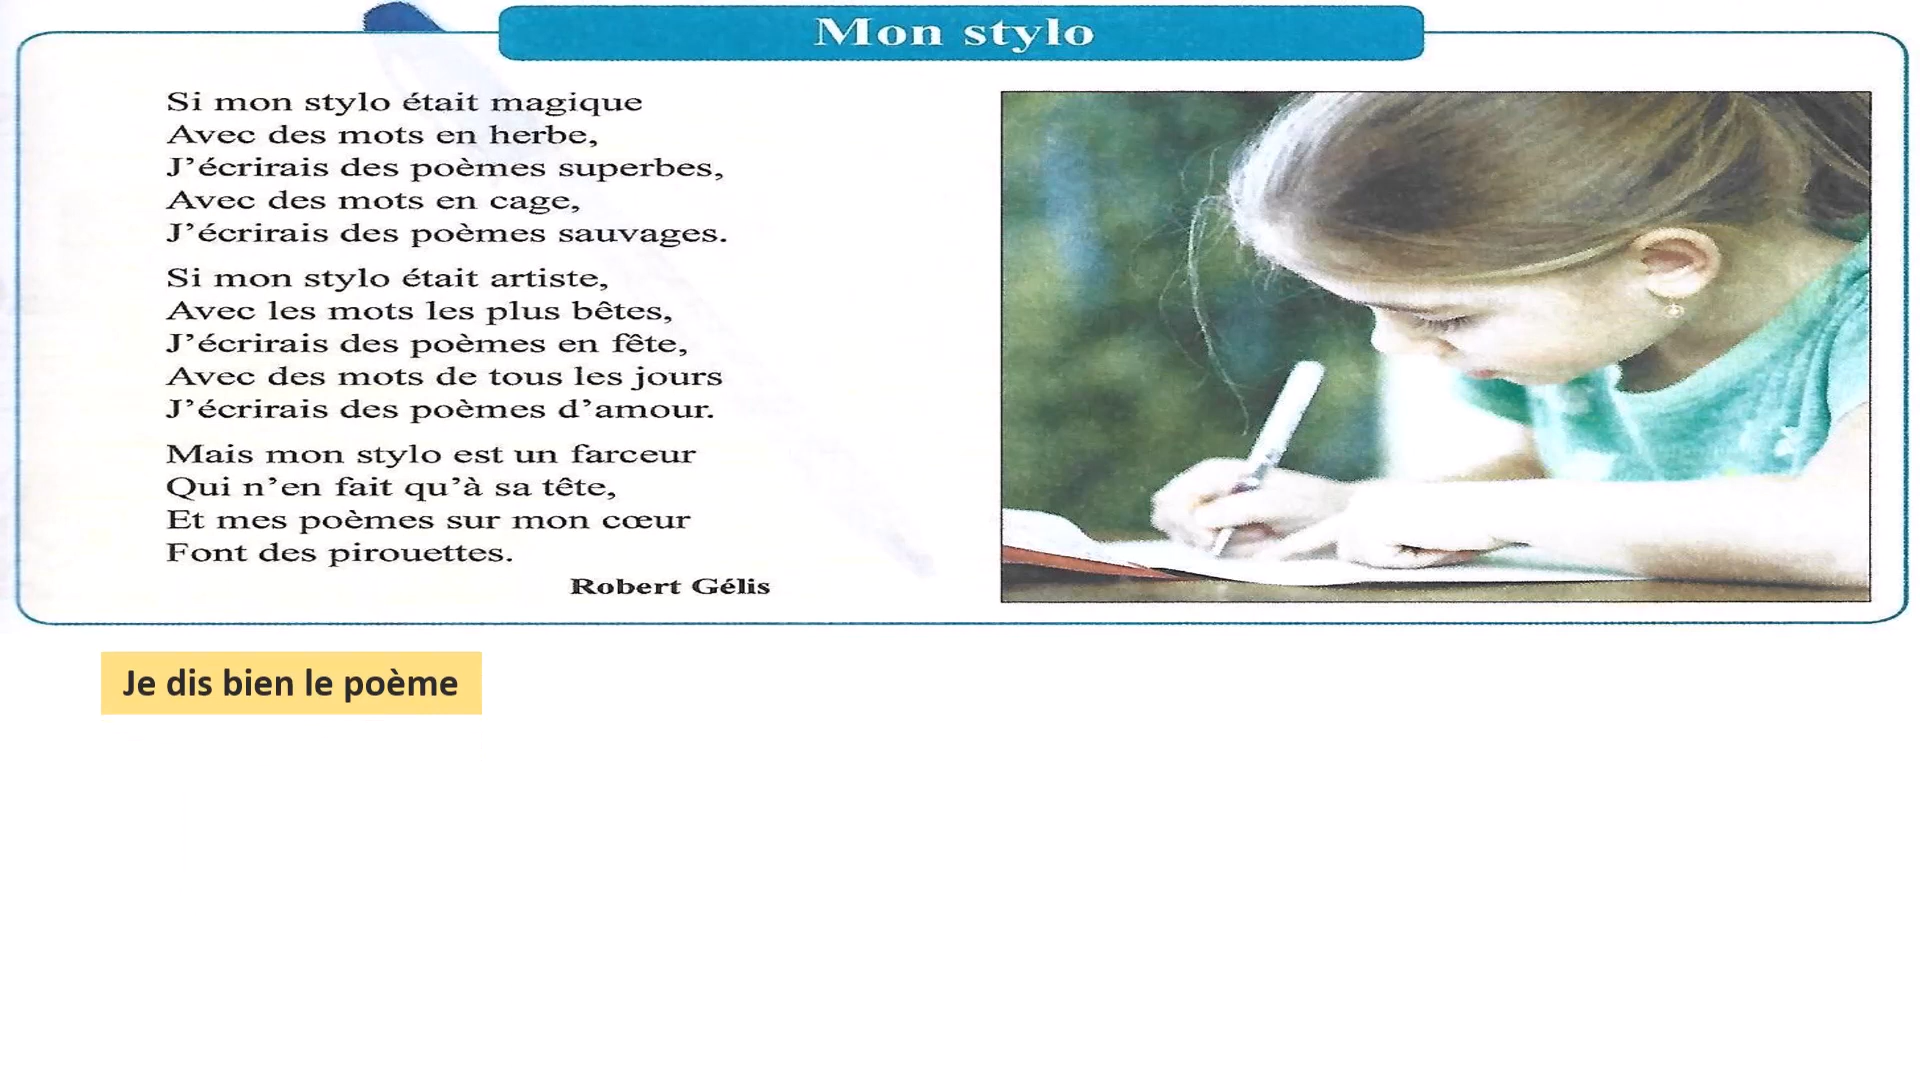 Mon stylo
Si mon stylo était magique
Avec des mots en herbe,
J'écrirais des poèmes superbes,
Avec des mots en cage,
J'écrirais des poèmes sauvages.
Si mon stylo était artiste,
Avec les mots les plus bêtes,
J'écrirais des poèmes en fête,
Avec des mots de tous les jours
J'écrirais des poèmes d'amour.
Mais mon stylo est un farceur
Qui n'en fait qu'à sa tête,
Et mes poèmes sur mon cœur
Font des pirouettes.
Robert Gélis
Je dis bien le poème